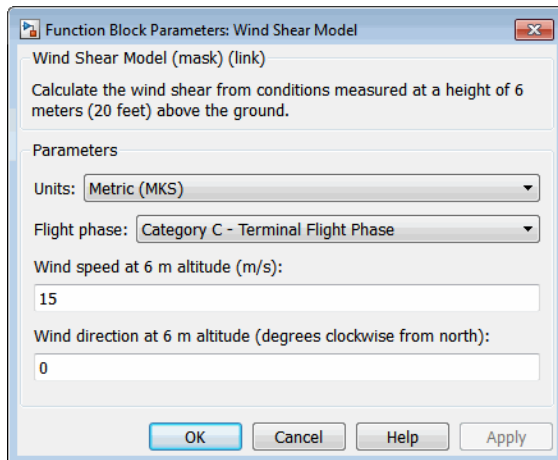 Function Block Parameters: Wind Shear Model
Wind Shear Model (mask) (link)
Calculate the wind shear from conditions measured at a height of 6
meters (20 feet) above the ground.
Parameters
Units: Metric (MKS)
Flight phase: Category C - Terminal Flight Phase
Wind speed at 6 m altitude (m/s):
15
Wind direction at 6 m altitude (degrees clockwise from north):
0
OK Cancel Help Apply